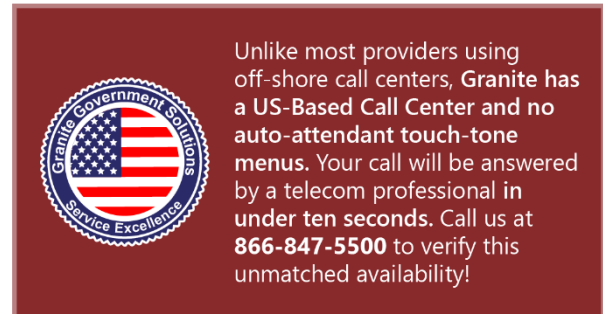 Granite Government Solutions
Service Excellence
Unlike most providers using
off-shore call centers, Granite has
a US-Based Call Center and no
auto-attendant touch-tone
menus. Your call will be answered
by a telecom professional in
under ten seconds. Call us at
866-847-5500 to verify this
unmatched availability!